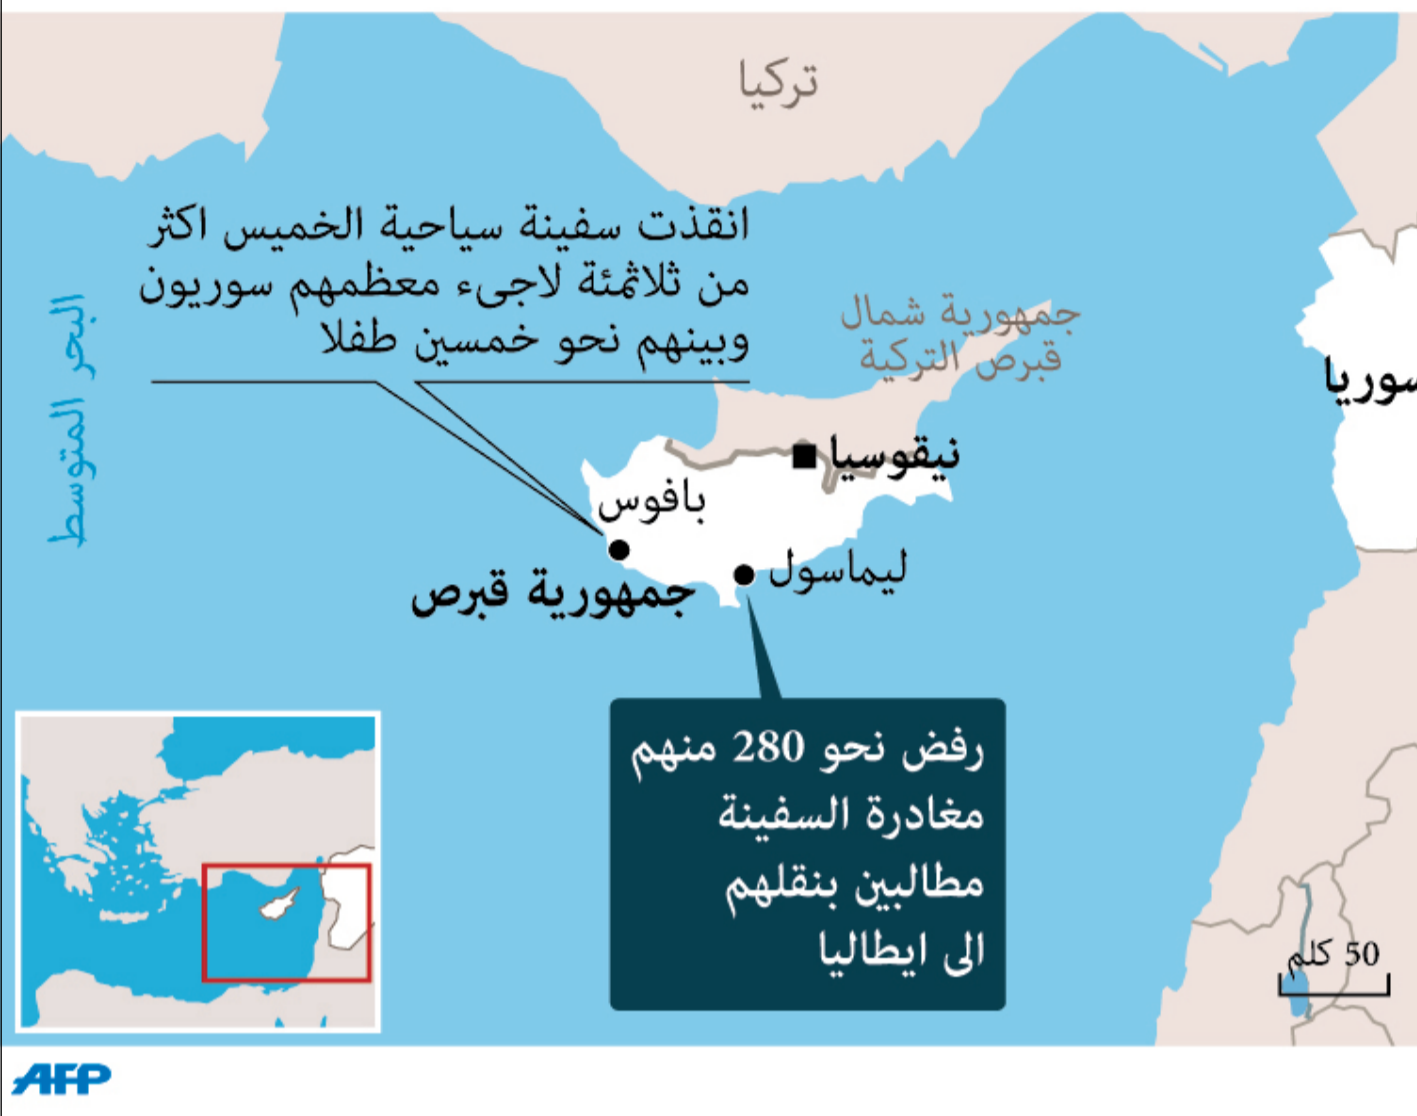 تركيا
انقذت سفينة سياحية الخميس اكثر
من ثلاثمئة لاجىء معظمهم سوريون
وبينهم نحو خمسين طفلا
البحر المتوسط
جمهورية شمال
قبرص التركية
سوريا
نيقوسيا
بافوس
ليماسول
جمهورية قبرص
رفض نحو 280 منهم
مغادرة السفينة
مطالبين بنقلهم
الى ايطاليا
50 كلم
AFP